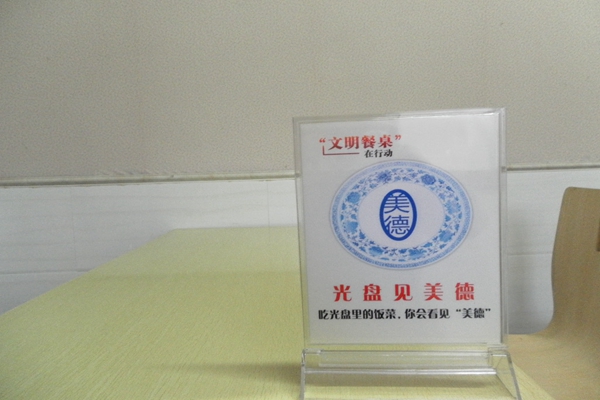 “文明餐桌”
在行动
美德
光盘见美德
吃光盘里的饭菜，你会看见“美德”